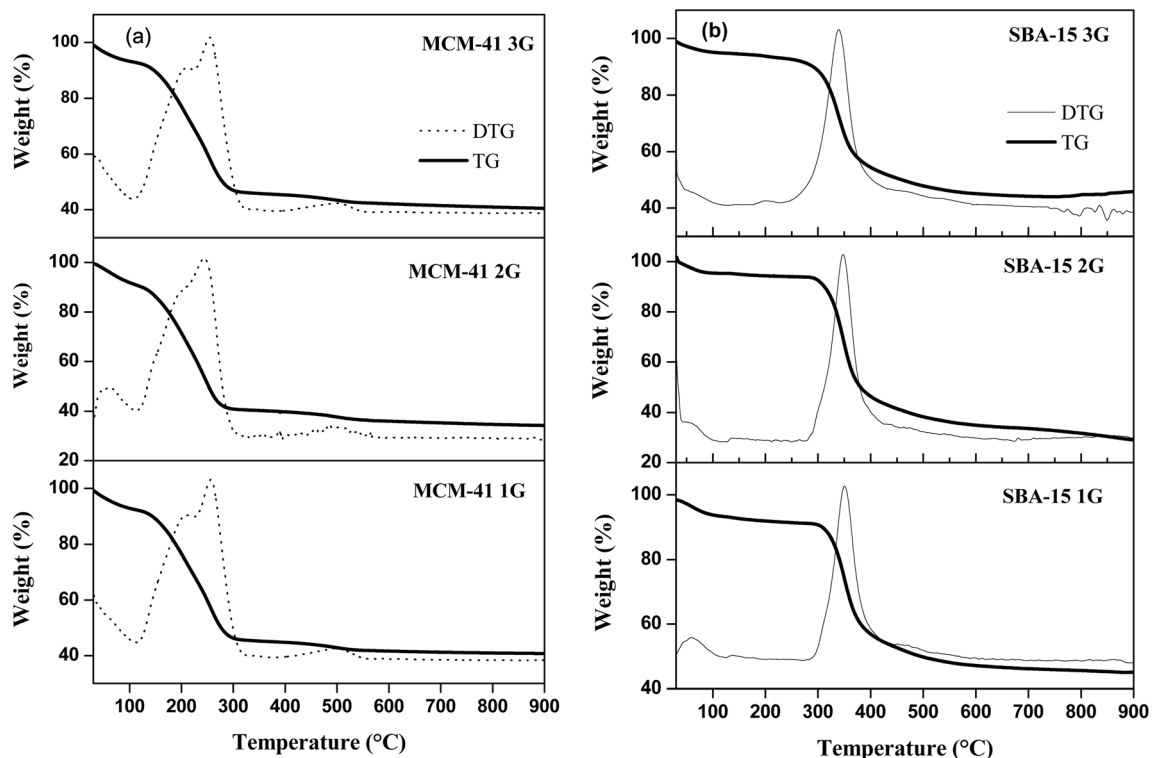 (a)
MCM-41 3G
DTG
TG
Weight (%)
100
80
60
40
MCM-41 2G
Weight (%)
100
80
60
40
20
MCM-41 1G
Weight (%)
100
80
60
40
100 200 300 400 500 600 700 800 900
Temperature (°C)
(b)
SBA-15 3G
DTG
TG
Weight (%)
100
80
60
40
SBA-15 2G
Weight (%)
100
80
60
40
20
SBA-15 1G
Weight (%)
100
80
60
40
100 200 300 400 500 600 700 800 900
Temperature (°C)